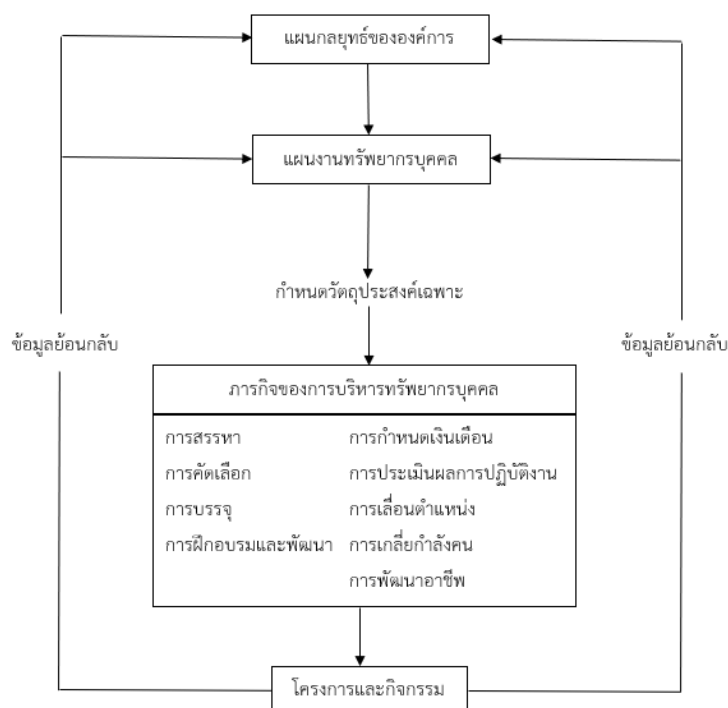 แผนกลยุทธ์ขององค์การ
แผนงานทรัพยากรบุคคล
กำหนดวัตถุประสงค์เฉพาะ
ข้อมูลย้อนกลับ
ข้อมูลย้อนกลับ
ภารกิจของการบริหารทรัพยากรบุคคล
การสรรหา
การคัดเลือก
การบรรจุ
การฝึกอบรมและพัฒนา
การกำหนดเงินเดือน
การประเมินผลการปฏิบัติงาน
การเลื่อนตำแหน่ง
การเกลี่ยกำลังคน
การพัฒนาอาชีพ
โครงการและกิจกรรม